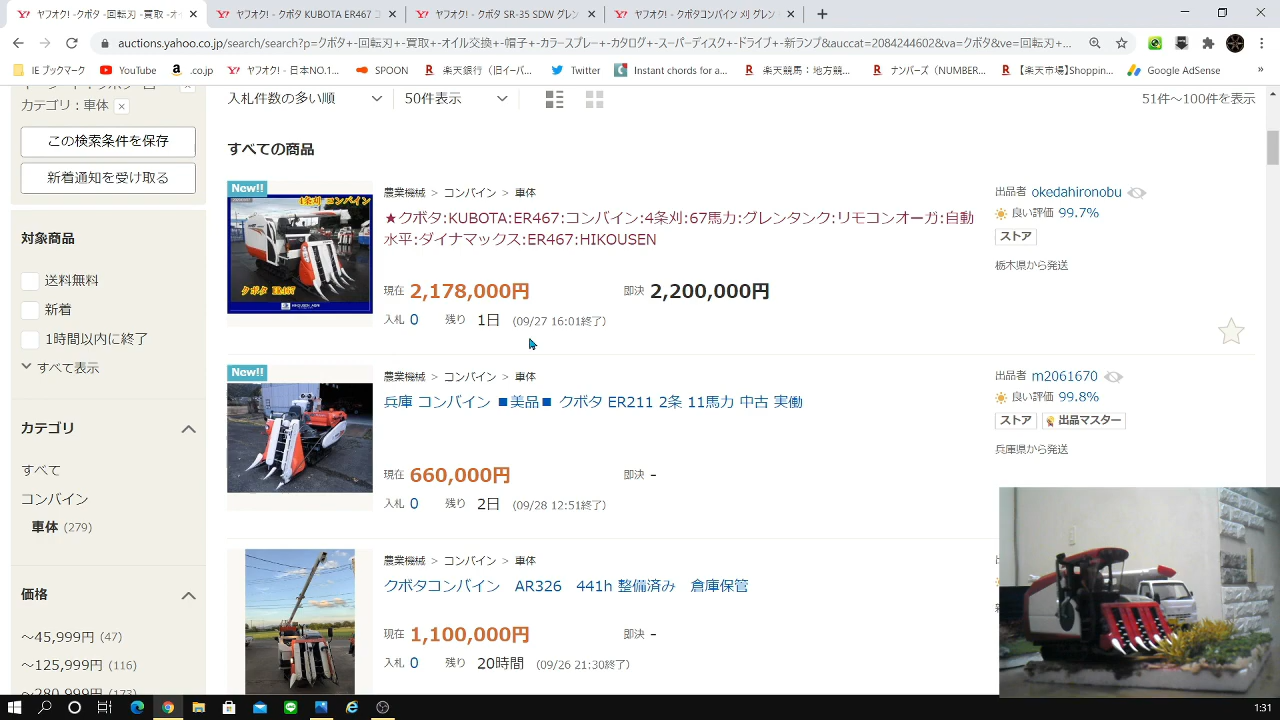 ヤフオク! -クボタ -回転刃 -買取 -オイ
ヤフオク! - クボタ KUBOTA ER467 コ
ヤフオク! - クボタ SR-35 SDW グレン
ヤフオク! - クボタコンバイン 刈 グレン
auctions.yahoo.co.jp/search/search?p=クボタ+-回転刃+-買取+-オイル交換+-帽子+-カラースプレー+-カタログ+-スーパーディスク+-ドライブ+-新ランプ&auccat=2084244602&va=クボタ&ve=回転刃+...
IE ブックマーク
YouTube
.co.jp
ヤフオク! - 日本NO.1...
SPOON
楽天銀行（旧イーバ...
Twitter
Instant chords for a...
楽天競馬：地方競...
ナンバーズ（NUMBER...
【楽天市場】Shoppin...
Google AdSense
»
カテゴリ：車体
この検索条件を保存
新着通知を受け取る
対象商品
送料無料
新着
1時間以内に終了
すべて表示
カテゴリ
すべて
コンバイン
車体 (279)
価格
～45,999円 (47)
～125,999円 (116)
～280,999円 (173)
入札件数の多い順
50件表示
51件～100件を表示
すべての商品
New!!
4条刈 コンバイン
クボタ ER467
農業機械 > コンバイン > 車体
★クボタ:KUBOTA:ER467:コンバイン:4条刈:67馬力:グレンタンク:リモコンオーガ:自動
水平:ダイナマックス:ER467:HIKOUSEN
現在 2,178,000円 即決 2,200,000円
入札 0 残り 1日 (09/27 16:01終了)
出品者 okedahironobu
良い評価 99.7%
ストア
栃木県から発送
New!!
農業機械 > コンバイン > 車体
兵庫 コンバイン ■美品■ クボタ ER211 2条 11馬力 中古 実働
現在 660,000円 即決 -
入札 0 残り 2日 (09/28 12:51終了)
出品者 m2061670
良い評価 99.8%
ストア 出品マスター
兵庫県から発送
農業機械 > コンバイン > 車体
クボタコンバイン AR326 441h 整備済み 倉庫保管
現在 1,100,000円 即決 -
入札 0 残り 20時間 (09/26 21:30終了)
1:31